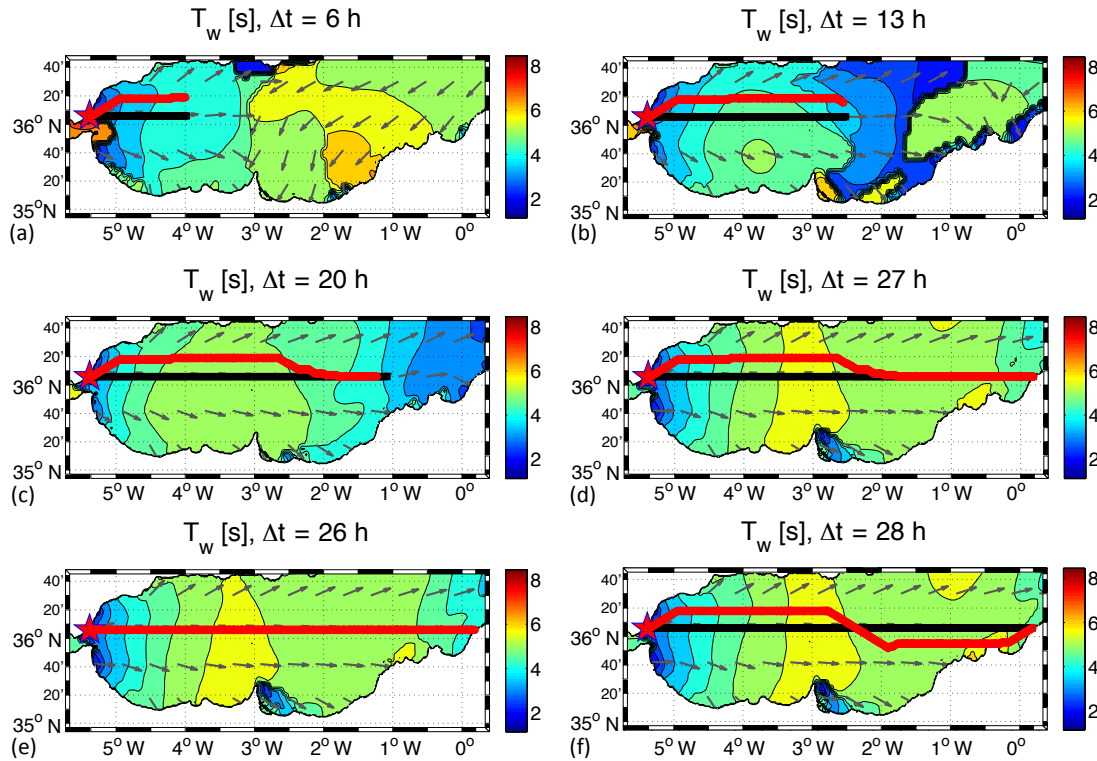 T_w [s], Δt = 6 h
T_w [s], Δt = 13 h
40'
20'
36° N
40'
20'
35° N
5° W 4° W 3° W 2° W 1° W 0°
8
6
4
2
(a)
40'
20'
36° N
40'
20'
35° N
5° W 4° W 3° W 2° W 1° W 0°
8
6
4
2
(b)
T_w [s], Δt = 20 h
T_w [s], Δt = 27 h
40'
20'
36° N
40'
20'
35° N
5° W 4° W 3° W 2° W 1° W 0°
8
6
4
2
(c)
40'
20'
36° N
40'
20'
35° N
5° W 4° W 3° W 2° W 1° W 0°
8
6
4
2
(d)
T_w [s], Δt = 26 h
T_w [s], Δt = 28 h
40'
20'
36° N
40'
20'
35° N
5° W 4° W 3° W 2° W 1° W 0°
8
6
4
2
(e)
40'
20'
36° N
40'
20'
35° N
5° W 4° W 3° W 2° W 1° W 0°
8
6
4
2
(f)